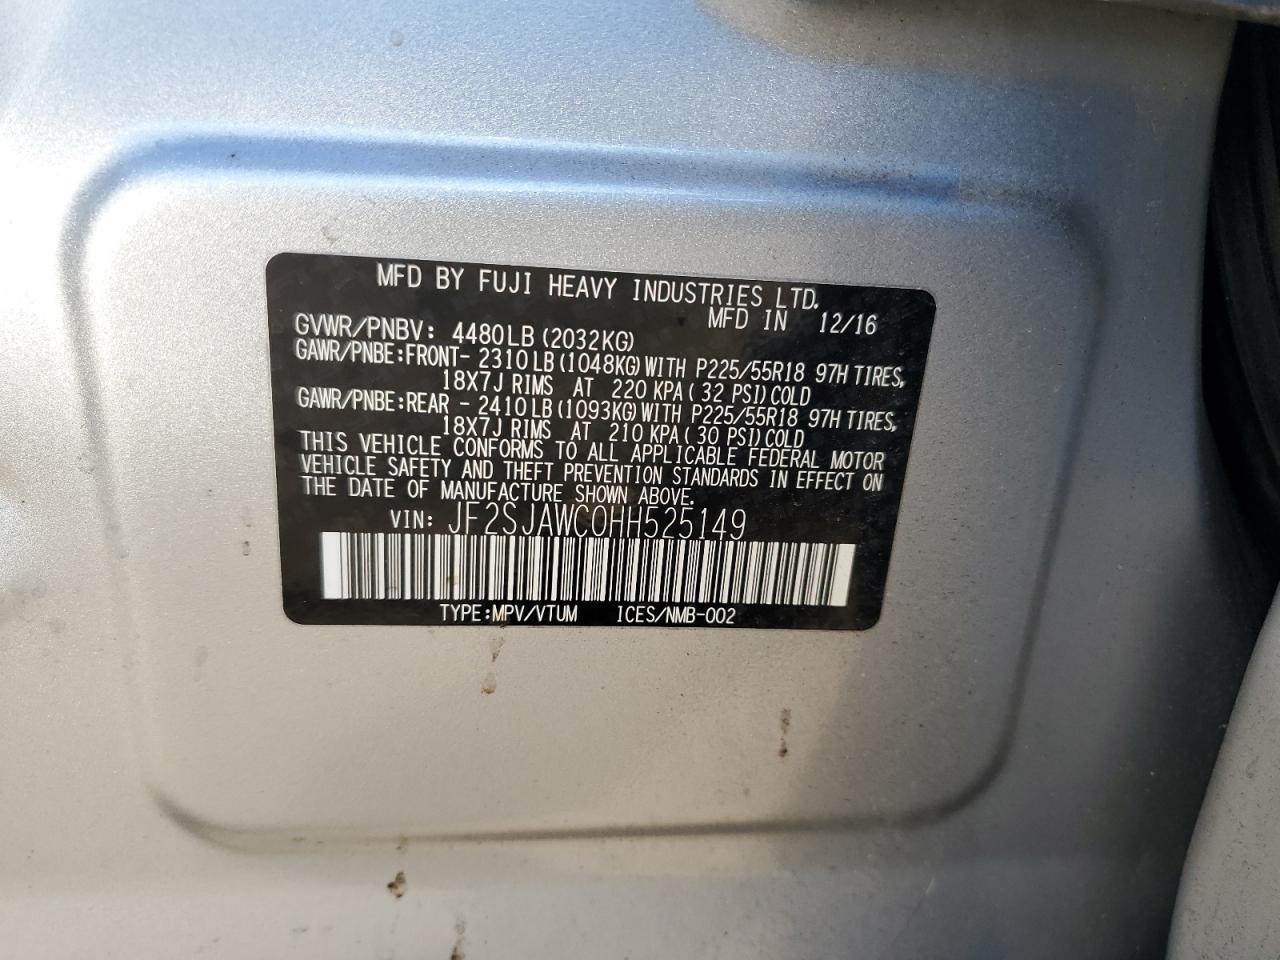 MFD BY FUJI HEAVY INDUSTRIES LTD.
MFD IN 12/16
GVWR/PNBV: 4480LB (2032KG)
GAWR/PNBE:FRONT- 2310LB (1048KG) WITH P225/55R18 97H TIRES,
18X7J RIMS AT 220 KPA ( 32 PSI) COLD
GAWR/PNBE:REAR - 2410LB (1093KG) WITH P225/55R18 97H TIRES,
18X7J RIMS AT 210 KPA ( 30 PSI) COLD
THIS VEHICLE CONFORMS TO ALL APPLICABLE FEDERAL MOTOR
VEHICLE SAFETY AND THEFT PREVENTION STANDARDS IN EFFECT ON
THE DATE OF MANUFACTURE SHOWN ABOVE.
VIN: JF2SJAWC0HH525149
TYPE:MPV/VTUM ICES/NMB-002